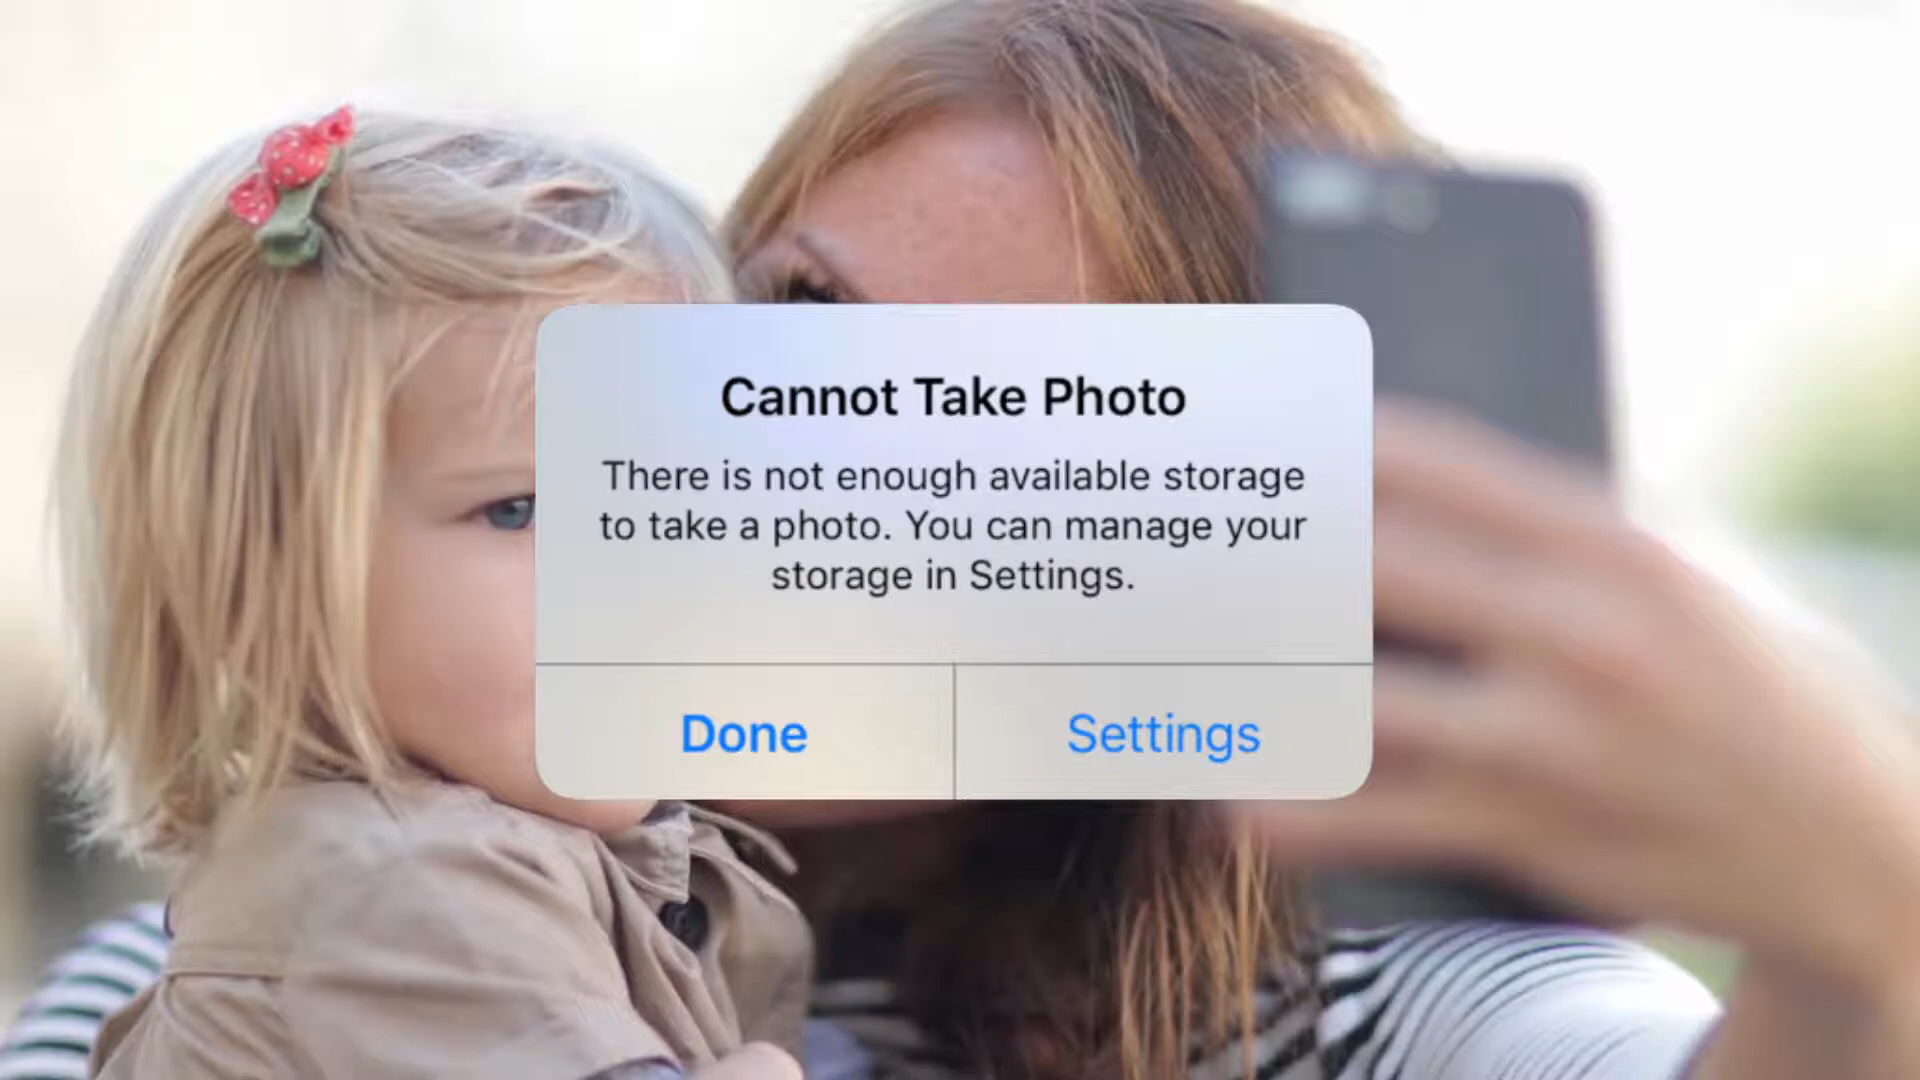 Cannot Take Photo
There is not enough available storage
to take a photo. You can manage your
storage in Settings.
Done
Settings